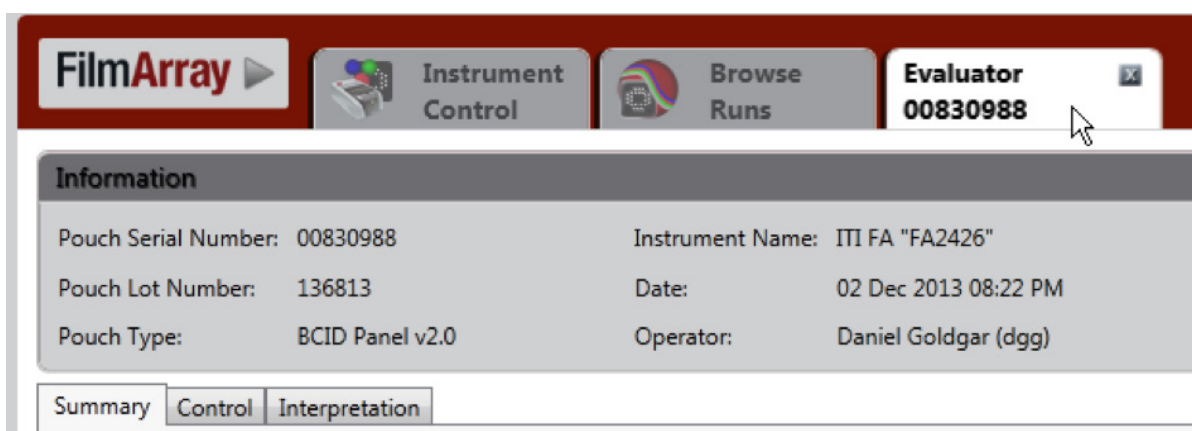 FilmArray
Instrument
Control
Browse
Runs
Evaluator
00830988
x
Information
Pouch Serial Number: 00830988 Instrument Name: ITI FA "FA2426"
Pouch Lot Number: 136813 Date: 02 Dec 2013 08:22 PM
Pouch Type: BCID Panel v2.0 Operator: Daniel Goldgar (dgg)
Summary Control Interpretation